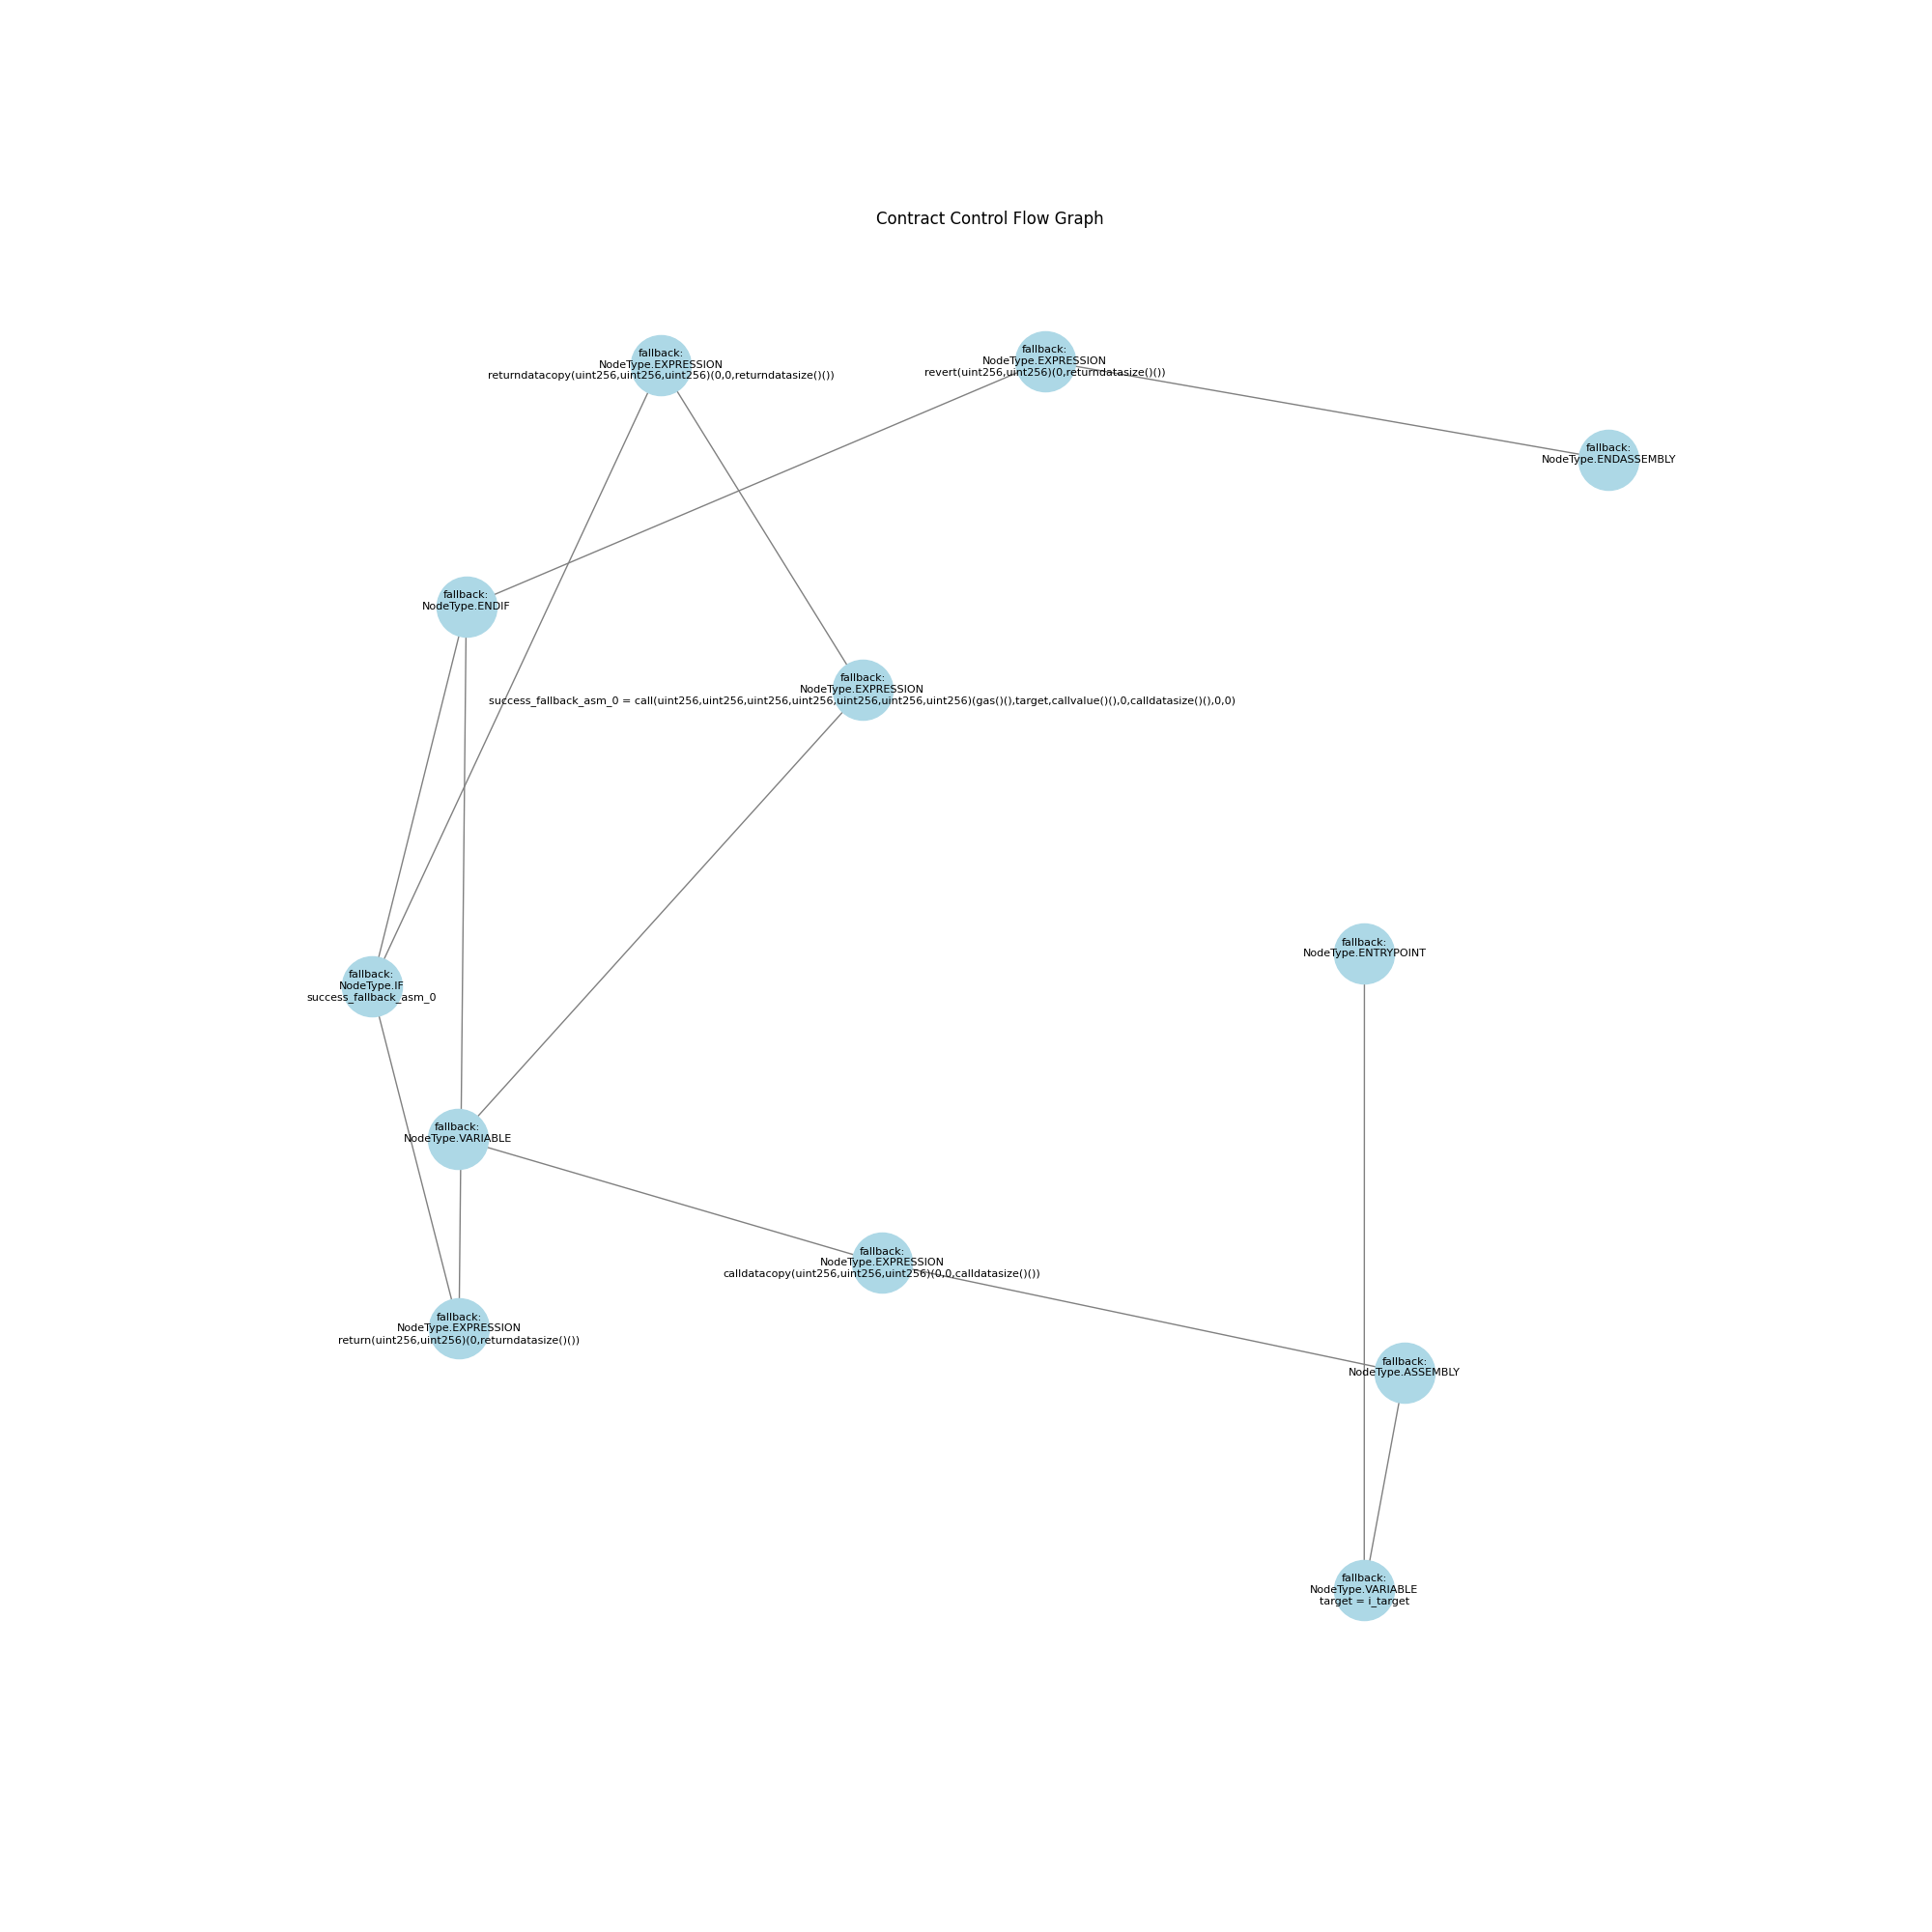 Contract Control Flow Graph
fallback:
NodeType.EXPRESSION
returndatacopy(uint256,uint256,uint256)(0,0,returndatasize()())
fallback:
NodeType.EXPRESSION
revert(uint256,uint256)(0,returndatasize()())
fallback:
NodeType.ENDASSEMBLY
fallback:
NodeType.ENDIF
fallback:
NodeType.EXPRESSION
success_fallback_asm_0 = call(uint256,uint256,uint256,uint256,uint256,uint256,uint256)(gas()(),target,callvalue()(),0,calldatasize()(),0,0)
fallback:
NodeType.ENTRYPOINT
fallback:
NodeType.IF
success_fallback_asm_0
fallback:
NodeType.VARIABLE
fallback:
NodeType.EXPRESSION
calldatacopy(uint256,uint256,uint256)(0,0,calldatasize()())
fallback:
NodeType.EXPRESSION
return(uint256,uint256)(0,returndatasize()())
fallback:
NodeType.ASSEMBLY
fallback:
NodeType.VARIABLE
target = i_target